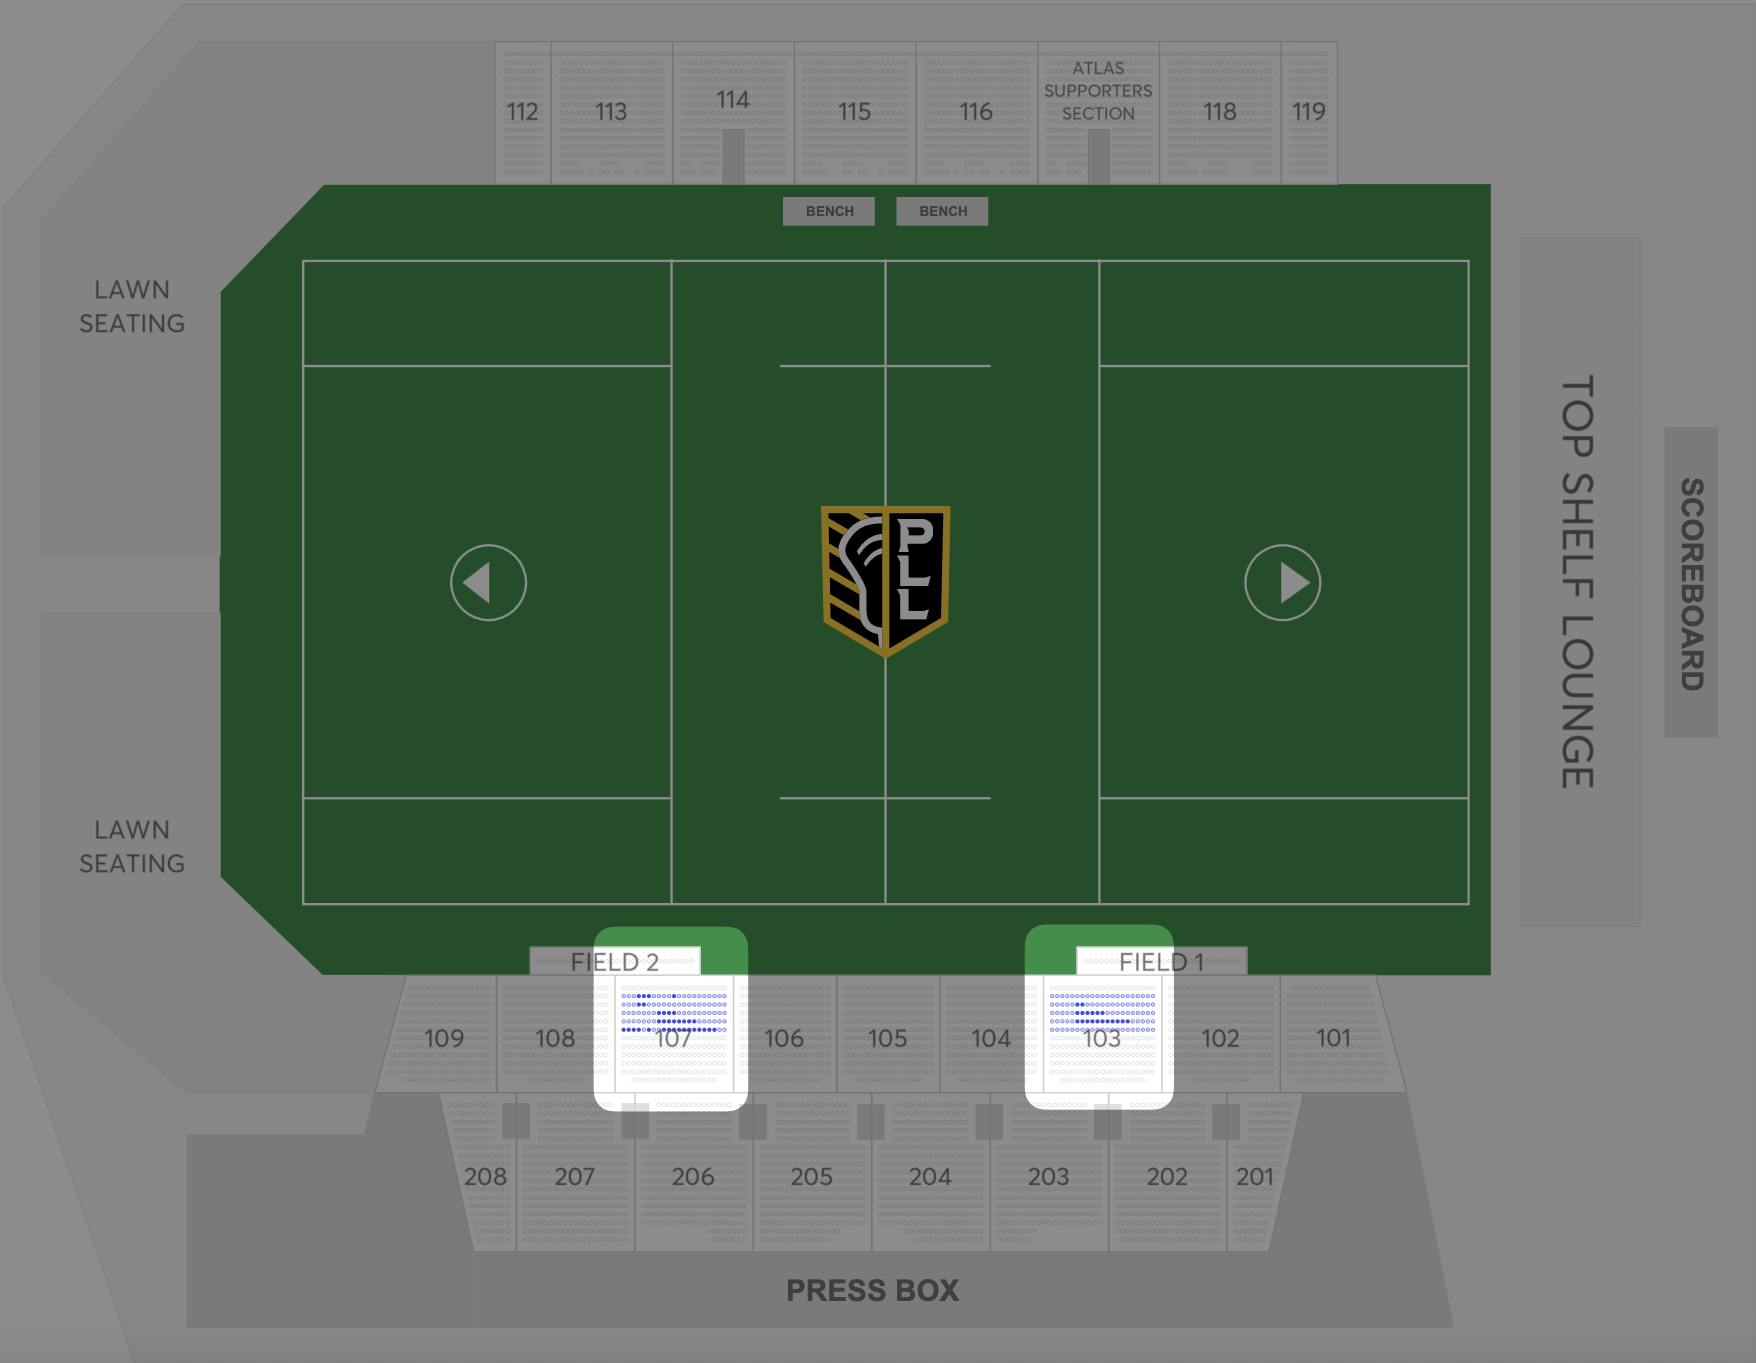 112
113
114
115
116
ATLAS
SUPPORTERS
SECTION
118
119
BENCH
BENCH
LAWN
SEATING
TOP SHELF LOUNGE
SCOREBOARD
PLL
LAWN
SEATING
FIELD 2
FIELD 1
109
108
107
106
105
104
103
102
101
208
207
206
205
204
203
202
201
PRESS BOX